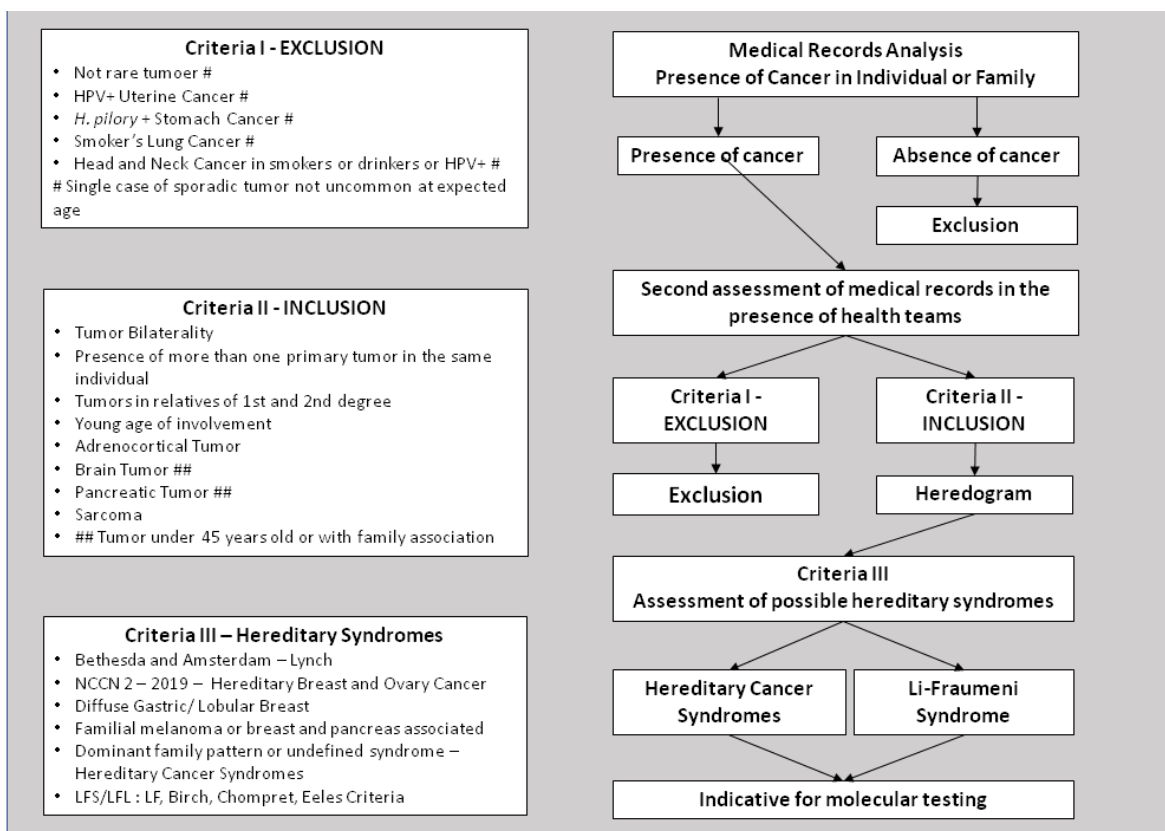 Criteria I - EXCLUSION
• Not rare tumoer #
• HPV+ Uterine Cancer #
• H. pilory + Stomach Cancer #
• Smoker's Lung Cancer #
• Head and Neck Cancer in smokers or drinkers or HPV+ #
# Single case of sporadic tumor not uncommon at expected
age
Criteria II - INCLUSION
• Tumor Bilaterality
• Presence of more than one primary tumor in the same
individual
• Tumors in relatives of 1st and 2nd degree
• Young age of involvement
• Adrenocortical Tumor
• Brain Tumor ##
• Pancreatic Tumor ##
• Sarcoma
• ## Tumor under 45 years old or with family association
Criteria III – Hereditary Syndromes
• Bethesda and Amsterdam – Lynch
• NCCN 2 – 2019 – Hereditary Breast and Ovary Cancer
• Diffuse Gastric/ Lobular Breast
• Familial melanoma or breast and pancreas associated
• Dominant family pattern or undefined syndrome –
Hereditary Cancer Syndromes
• LFS/LFL : LF, Birch, Chompret, Eeles Criteria
Medical Records Analysis
Presence of Cancer in Individual or Family
Presence of cancer
Absence of cancer
Exclusion
Second assessment of medical records in the
presence of health teams
Criteria I -
EXCLUSION
Criteria II -
INCLUSION
Exclusion
Heredogram
Criteria III
Assessment of possible hereditary syndromes
Hereditary Cancer
Syndromes
Li-Fraumeni
Syndrome
Indicative for molecular testing